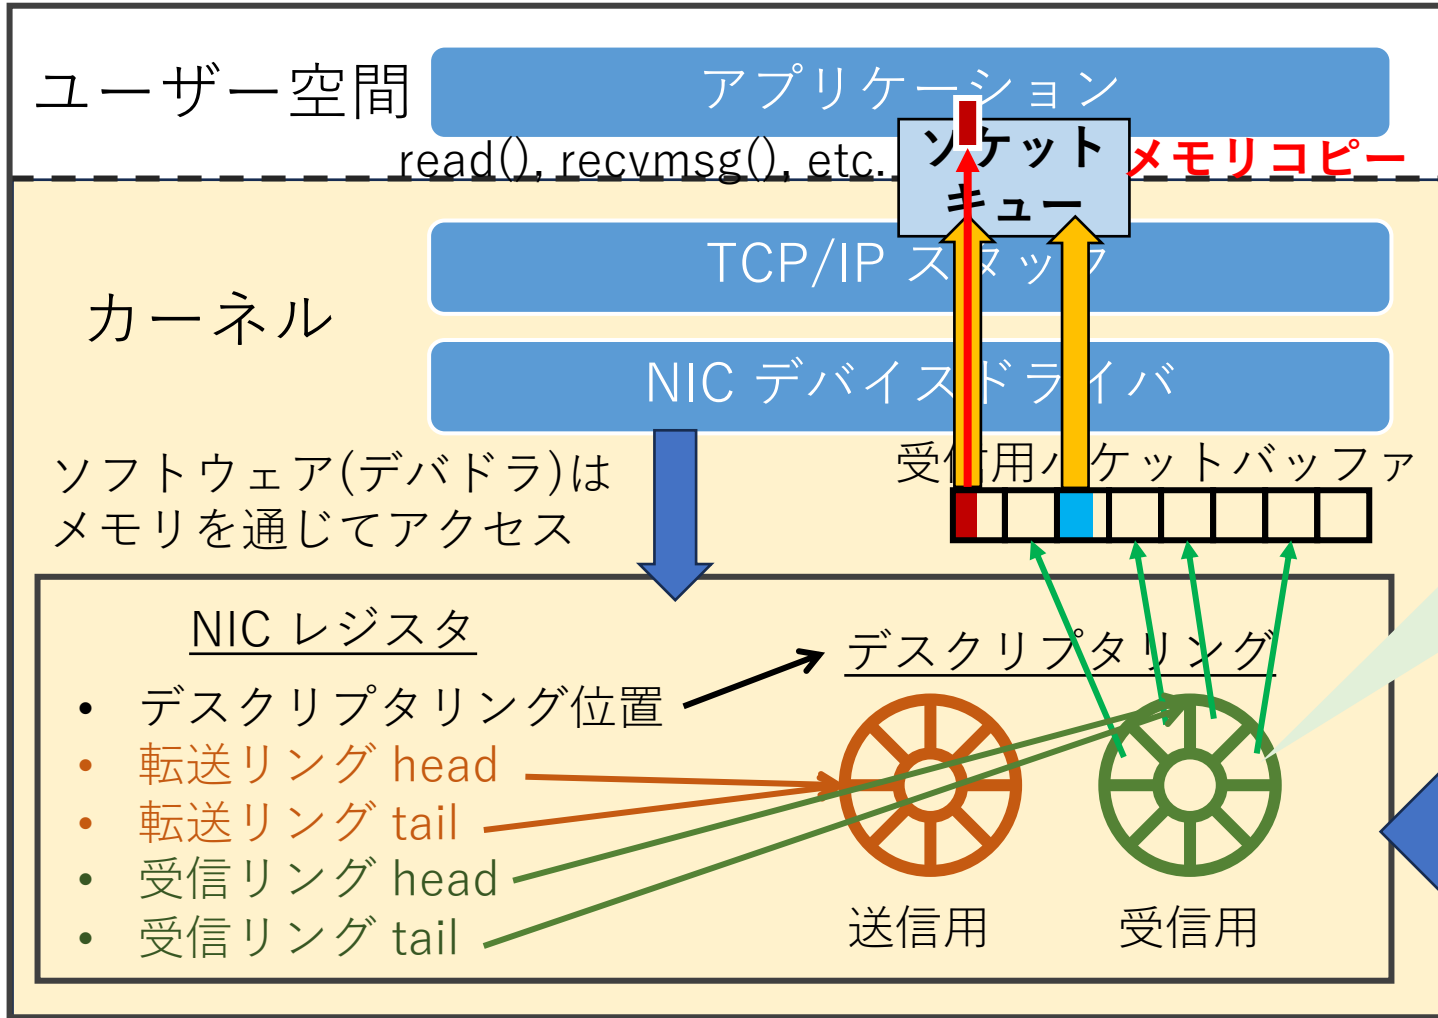 ユーザー空間
アプリケーション
read(), recvmsg(), etc.
ソケット
キュー
メモリコピー
カーネル
TCP/IP スタック
NIC デバイスドライバ
ソフトウェア(デバドラ)は
メモリを通じてアクセス
受信用パケットバッファ
NIC レジスタ
• デスクリプタリング位置
• 転送リング head
• 転送リング tail
• 受信リング head
• 受信リング tail
デスクリプタリング
送信用
受信用